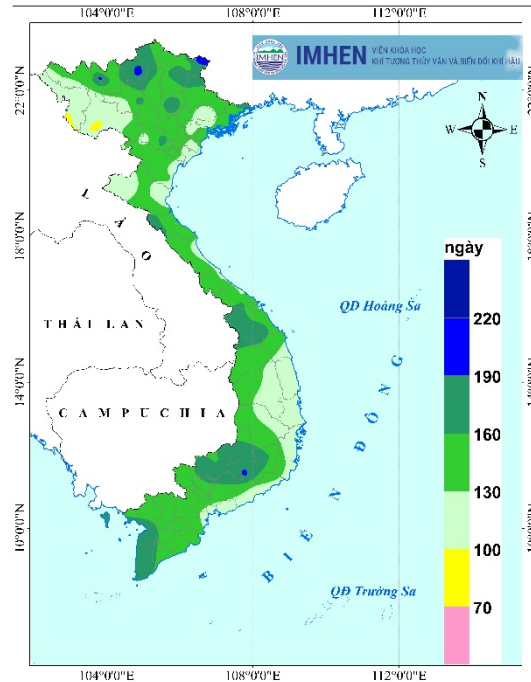 104°0'0"E 108°0'0"E 112°0'0"E
IMHEN
IMHEN
VIỆN KHOA HỌC
KHÍ TƯỢNG THỦY VĂN VÀ BIẾN ĐỔI KHÍ HẬU
22°0'0"N
N
W E
S
LÀO
18°0'0"N
ngày
QĐ Hoàng Sa
THÁI LAN
220
190
14°0'0"N
CAMPUCHIA
160
BIỂN ĐÔNG
130
100
10°0'0"N
QĐ Trường Sa
70
104°0'0"E 108°0'0"E 112°0'0"E